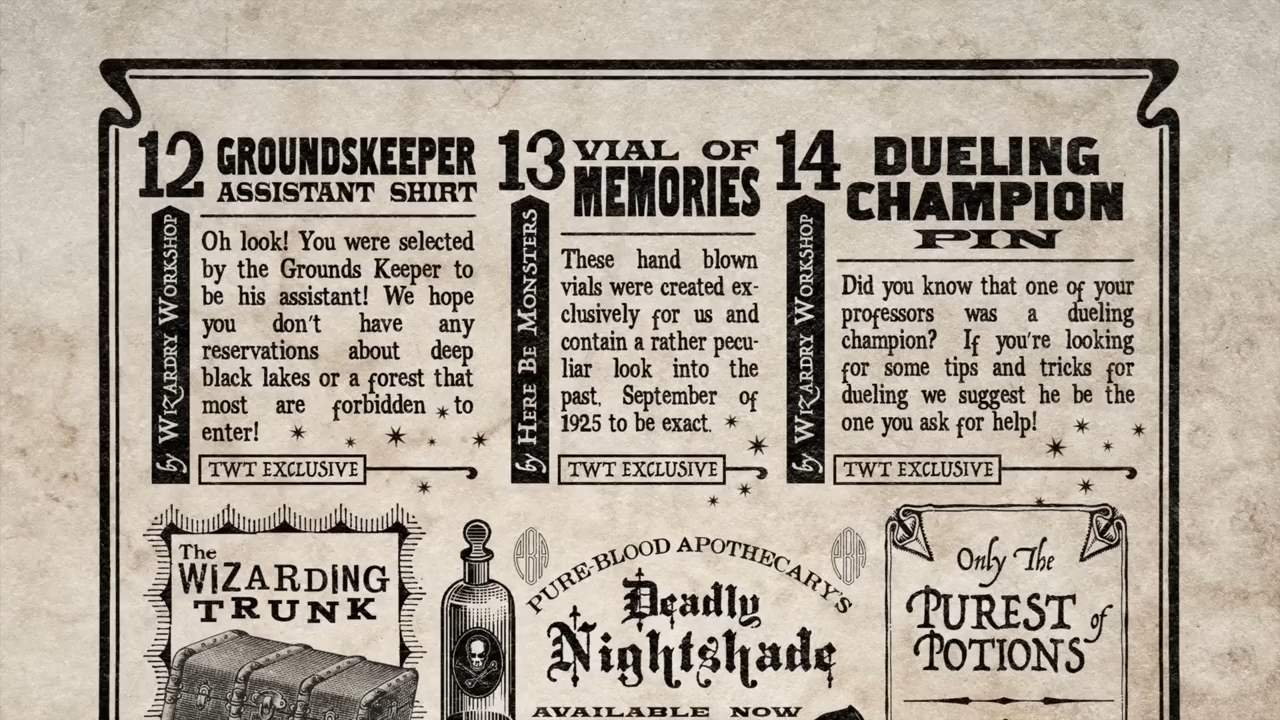 12 GROUNDSKEEPER
ASSISTANT SHIRT
by WIZARDRY WORKSHOP
Oh look! You were selected
by the Grounds Keeper to
be his assistant! We hope
you don't have any
reservations about deep
black lakes or a forest that
most are forbidden to
enter!
TWT EXCLUSIVE
13 VIAL OF
MEMORIES
by HERE BE MONSTERS
These hand blown
vials were created ex-
clusively for us and
contain a rather pecu-
liar look into the
past, September of
1925 to be exact.
TWT EXCLUSIVE
14 DUELING
CHAMPION
PIN
by WIZARDRY WORKSHOP
Did you know that one of your
professors was a dueling
champion? If you're looking
for some tips and tricks for
dueling we suggest he be the
one you ask for help!
TWT EXCLUSIVE
The
WIZARDING
TRUNK
PURE-BLOOD APOTHECARY'S
Deadly
Nightshade
AVAILABLE NOW
Only The
PUREST of
POTIONS